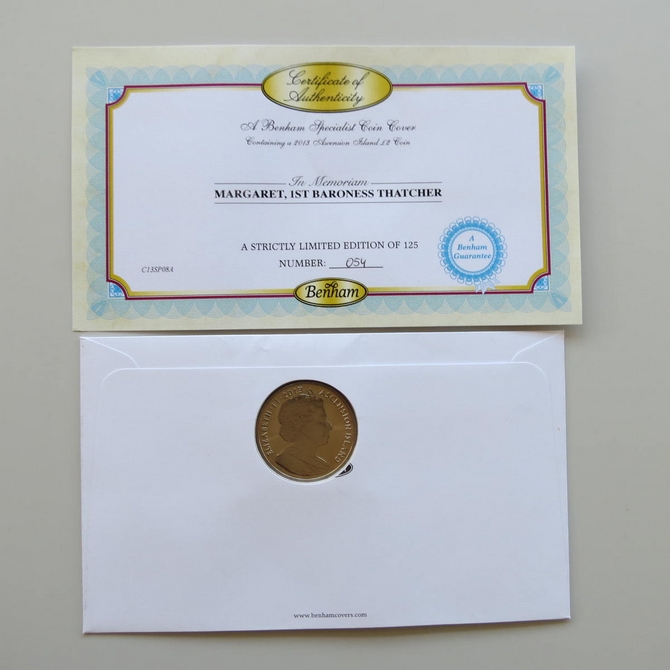 Certificate of
Authenticity
A Benham Specialist Coin Cover
Containing a 2013 Ascension Island £2 Coin
In Memoriam
MARGARET, 1ST BARONESS THATCHER
A STRICTLY LIMITED EDITION OF 125
NUMBER: 054
A
Benham
Guarantee
C13SP08A
Benham
ELIZABETH II 2013 ASCENSION ISLAND
www.benhamcovers.com